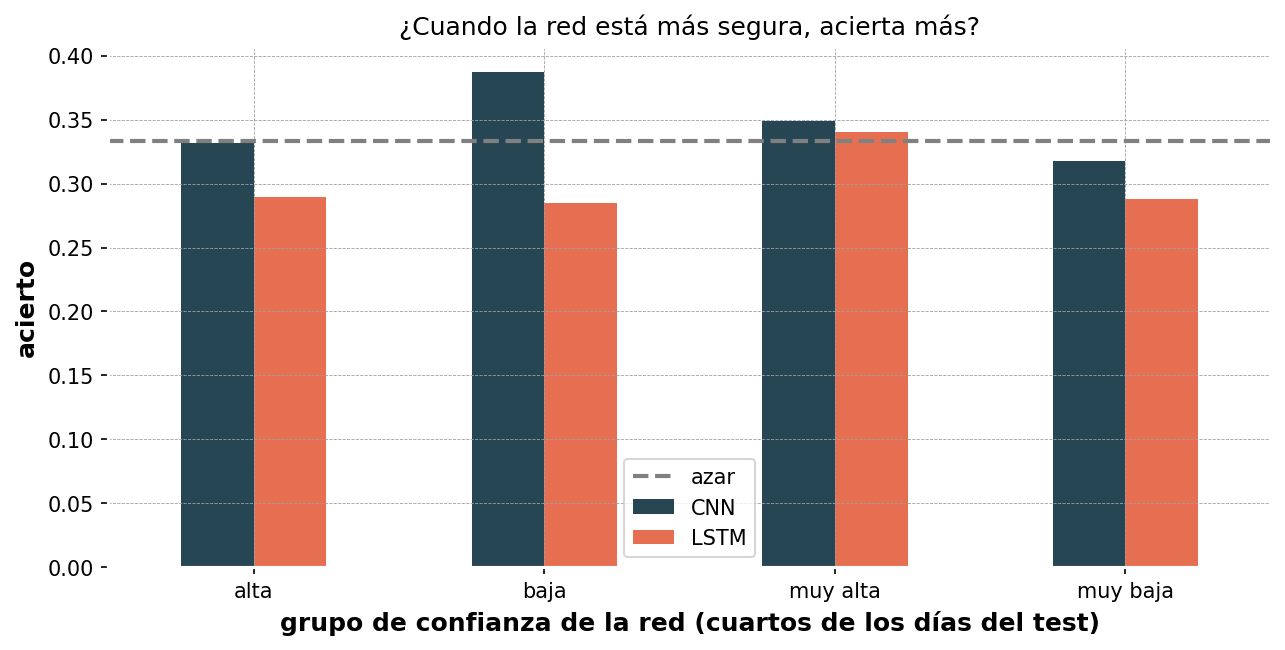 ¿Cuando la red está más segura, acierta más?
acierto
0.40
0.35
0.30
0.25
0.20
0.15
0.10
0.05
0.00
azar
CNN
LSTM
alta
baja
muy alta
muy baja
grupo de confianza de la red (cuartos de los días del test)